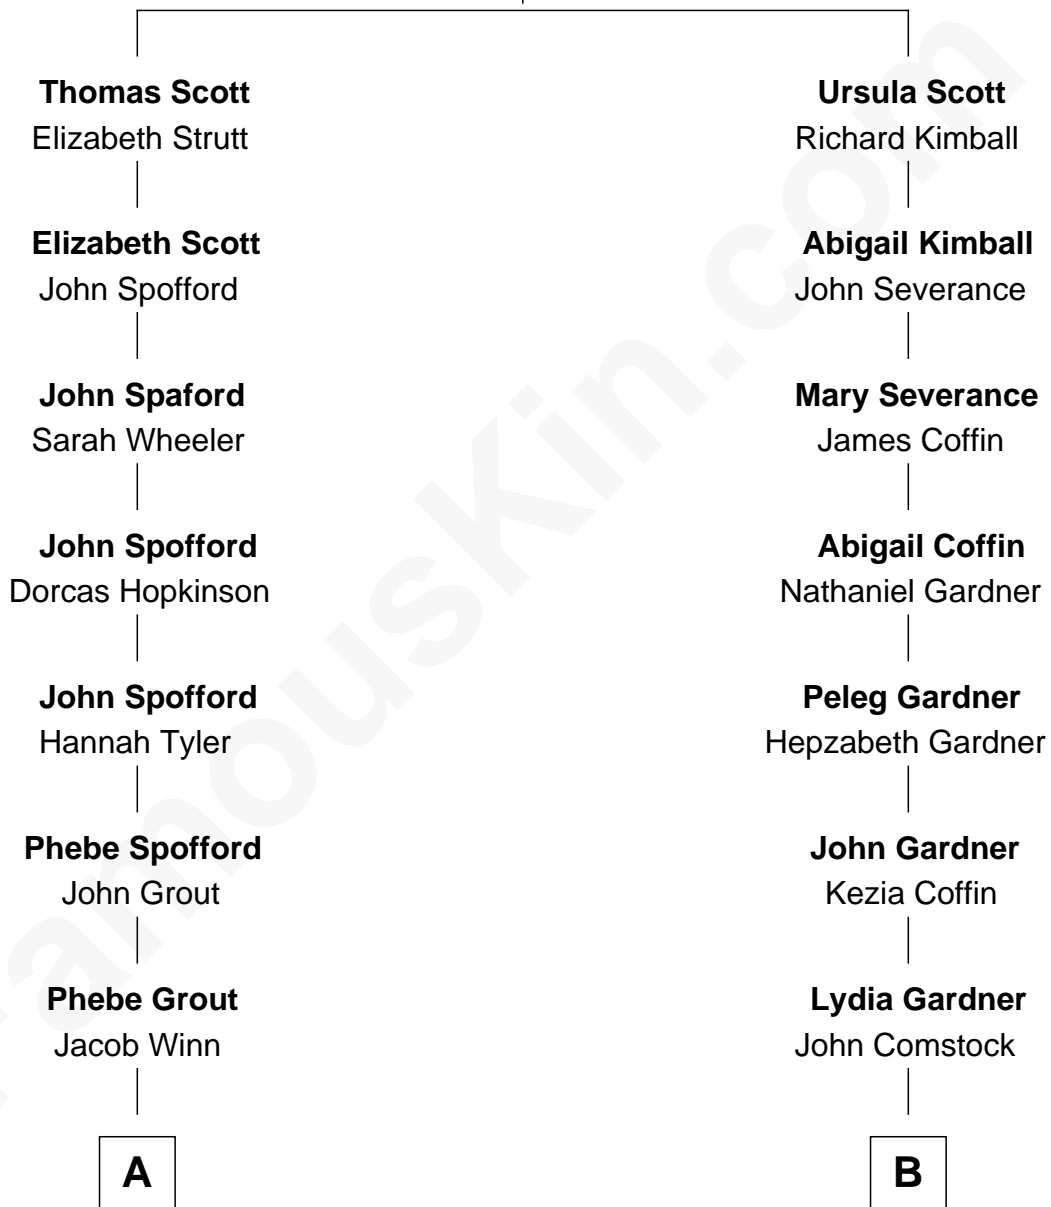 Thomas Scott
Elizabeth Strutt
Elizabeth Scott
John Spofford
John Spaford
Sarah Wheeler
John Spofford
Dorcas Hopkinson
John Spofford
Hannah Tyler
Phebe Spofford
John Grout
Phebe Grout
Jacob Winn
A
Ursula Scott
Richard Kimball
Abigail Kimball
John Severance
Mary Severance
James Coffin
Abigail Coffin
Nathaniel Gardner
Peleg Gardner
Hepzabeth Gardner
John Gardner
Kezia Coffin
Lydia Gardner
John Comstock
B
FamousKin.com